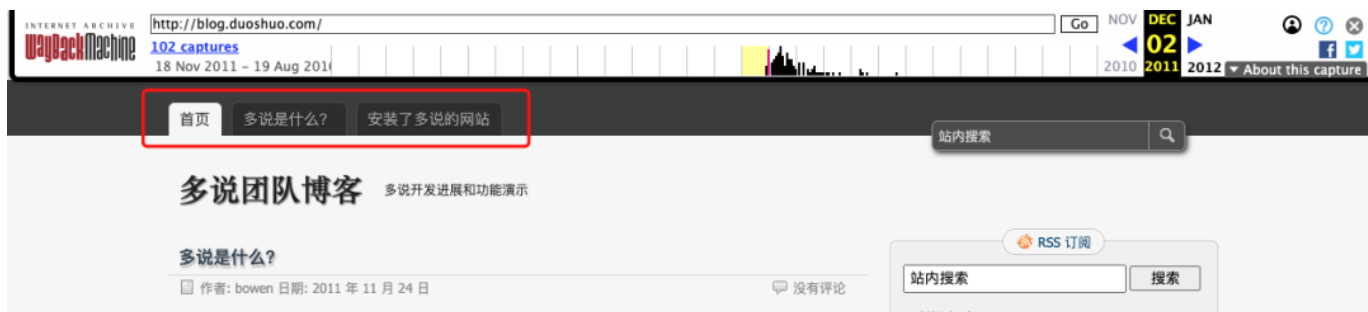 INTERNET ARCHIVE
WayBackMachine
http://blog.duoshuo.com/
Go
NOV DEC JAN
102 captures
02
18 Nov 2011 – 19 Aug 2016
2010 2011 2012
About this capture
首页 多说是什么? 安装了多说的网站
站内搜索
多说团队博客 多说开发进展和功能演示
RSS 订阅
多说是什么?
站内搜索 搜索
作者: bowen 日期: 2011 年 11 月 24 日 没有评论